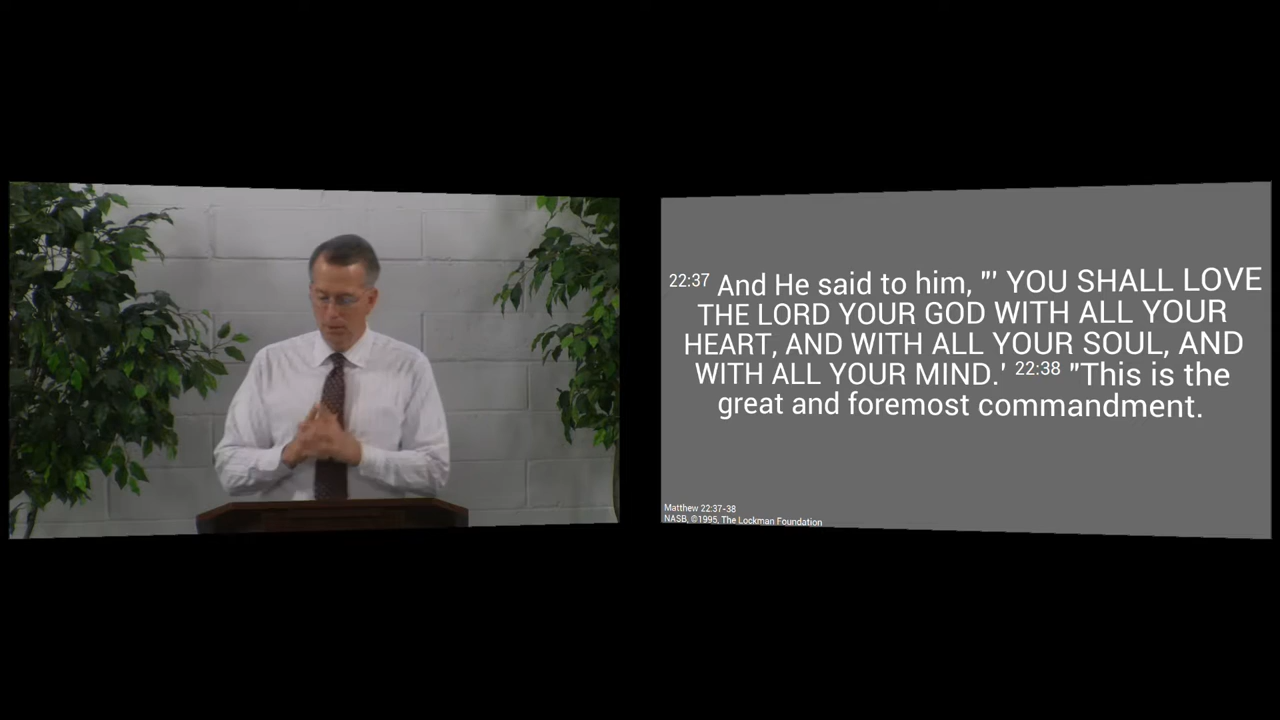 22:37 And He said to him, "' YOU SHALL LOVE
THE LORD YOUR GOD WITH ALL YOUR
HEART, AND WITH ALL YOUR SOUL, AND
WITH ALL YOUR MIND.' 22:38 "This is the
great and foremost commandment.
Matthew 22:37-38
NASB, ©1995, The Lockman Foundation